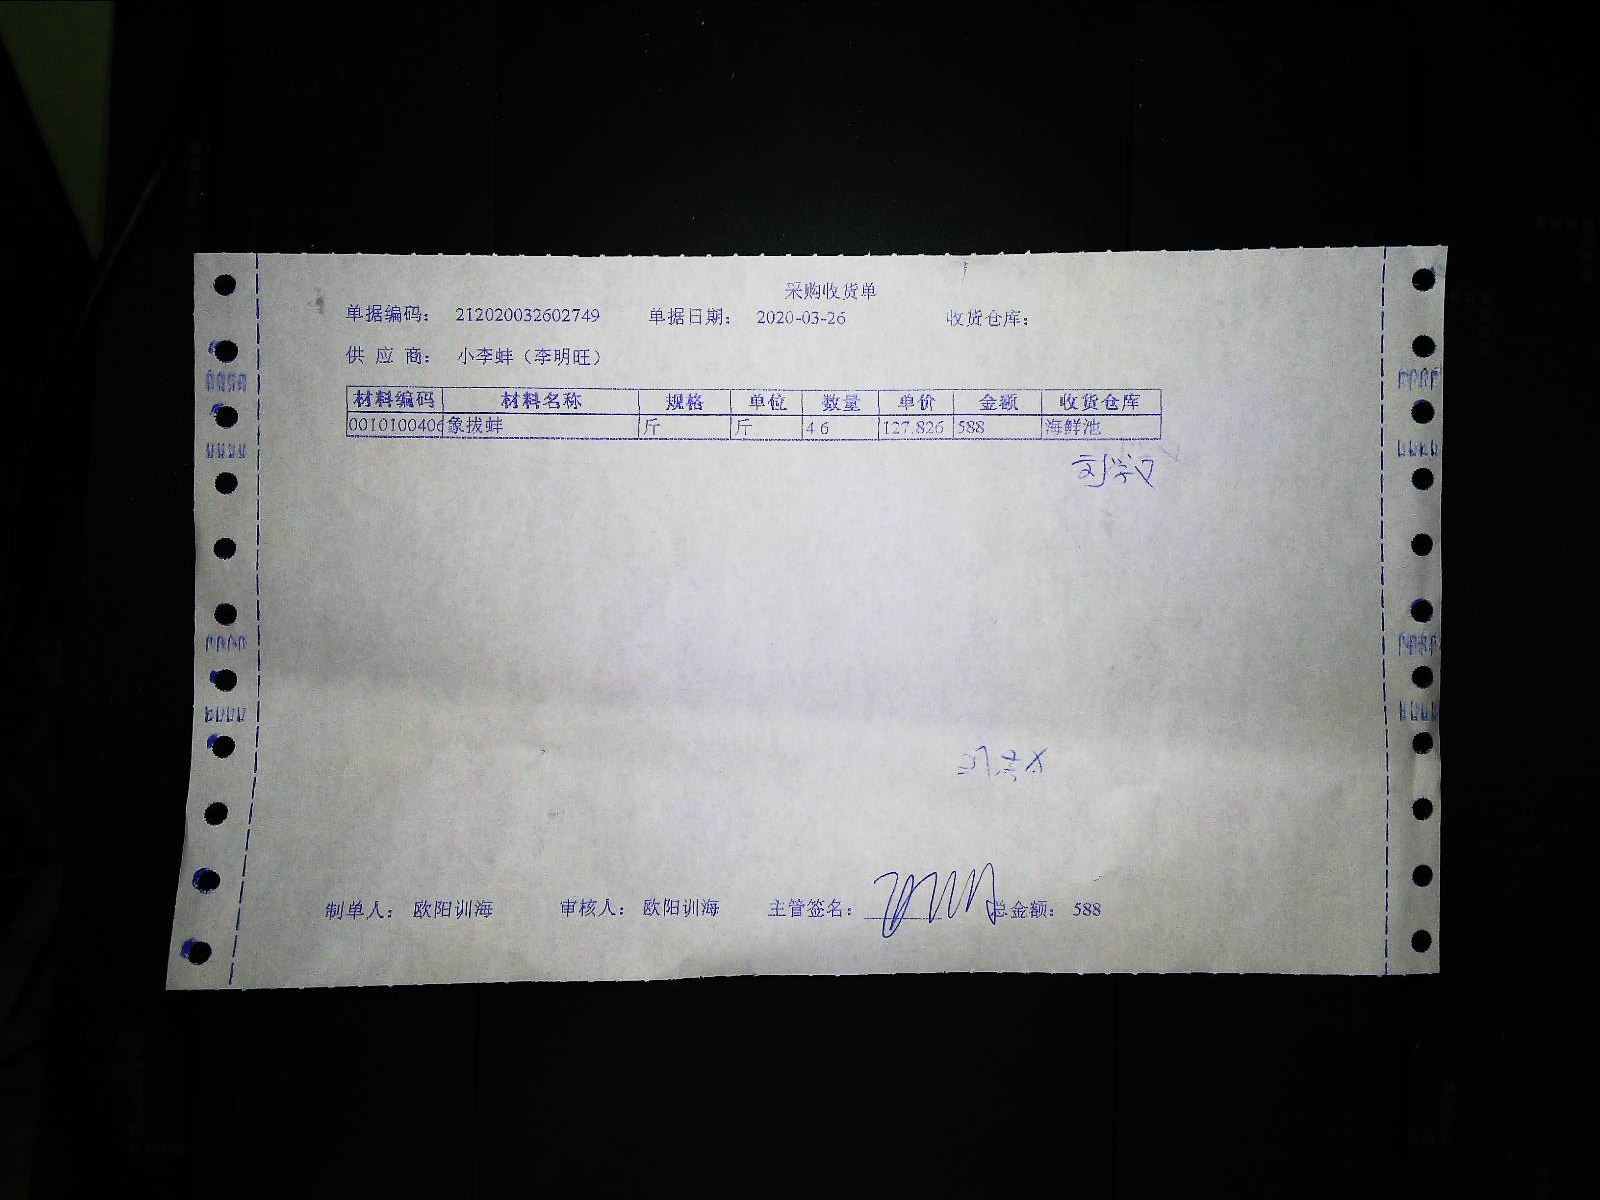 采购收货单
单据编码： 212020032602749 单据日期： 2020-03-26 收货仓库：
供 应 商： 小李蚌（李明旺）
材料编码 材料名称 规格 单位 数量 单价 金额 收货仓库
0010100406 象拔蚌 斤 斤 4.6 127.826 588 海鲜池
制单人： 欧阳训海 审核人： 欧阳训海 主管签名： 总金额： 588